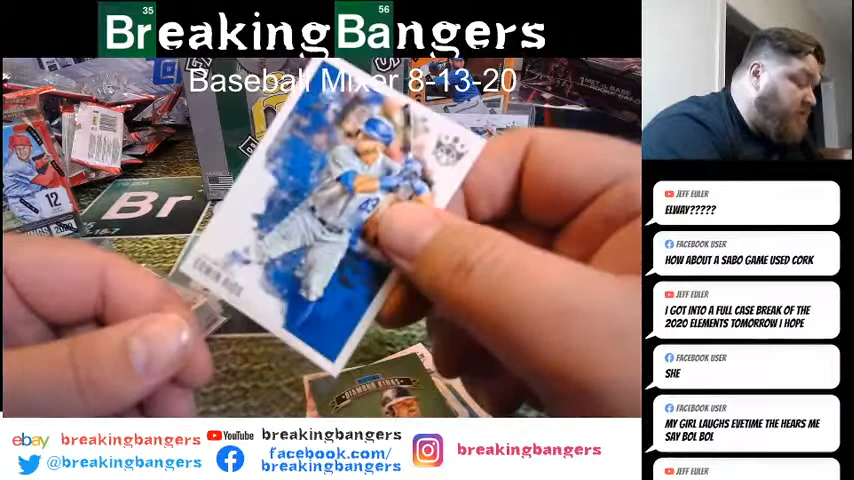 35
56
BreakingBangers
Baseball Mixer 8-13-20
12
Br
DIAMOND KINGS
ebay breakingbangers
YouTube breakingbangers
@breakingbangers
facebook.com/
breakingbangers
breakingbangers
JEFF EULER
ELWAY?????
FACEBOOK USER
HOW ABOUT A SABO GAME USED CORK
JEFF EULER
I GOT INTO A FULL CASE BREAK OF THE
2020 ELEMENTS TOMORROW I HOPE
FACEBOOK USER
SHE
FACEBOOK USER
MY GIRL LAUGHS EVETIME THE HEARS ME
SAY BOL BOL
JEFF EULER